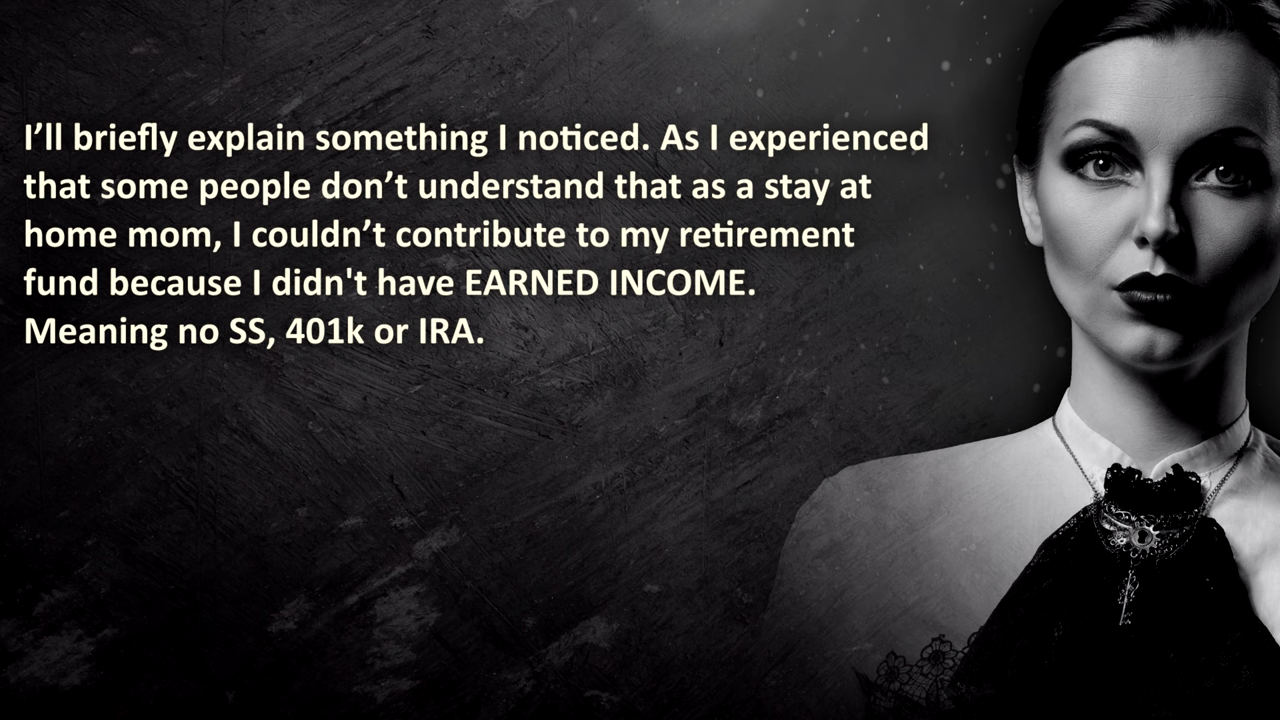 I’ll briefly explain something I noticed. As I experienced
that some people don’t understand that as a stay at
home mom, I couldn’t contribute to my retirement
fund because I didn't have EARNED INCOME.
Meaning no SS, 401k or IRA.